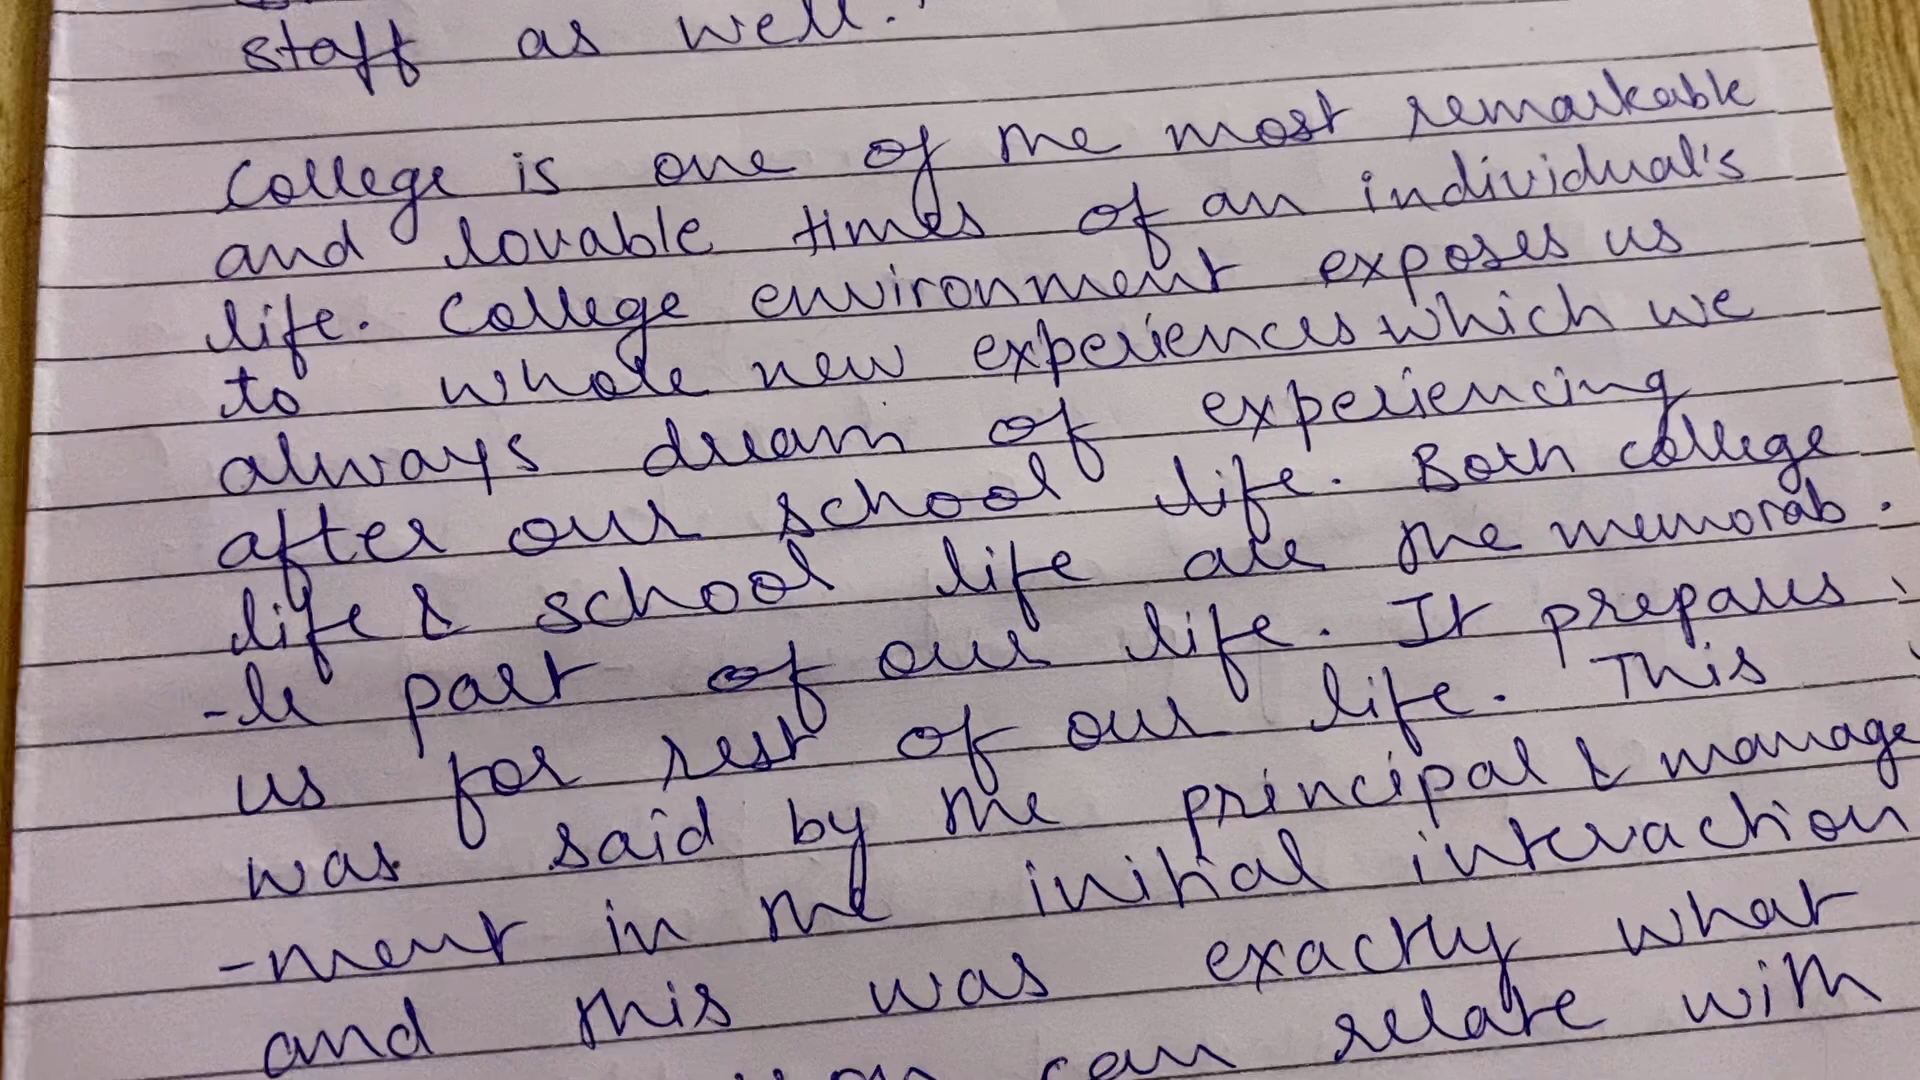 staff as well.
College is one of the most remarkable
and lovable times of an individual's
life. College environment exposes us
to whole new experiences which we
always dream of experiencing
after our school life. Both college
life & school life are the memorab.
-le part of our life. It prepares
us for rest of our life. This
was said by the principal & manage
-ment in the initial interaction
and this was exactly what
can relate with